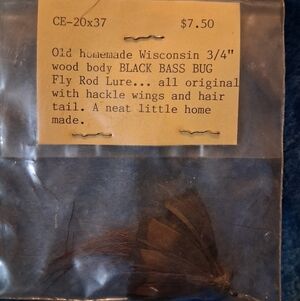 CE-20x37 $7.50
Old homemade Wisconsin 3/4"
wood body BLACK BASS BUG
Fly Rod Lure... all original
with hackle wings and hair
tail. A neat little home
made.